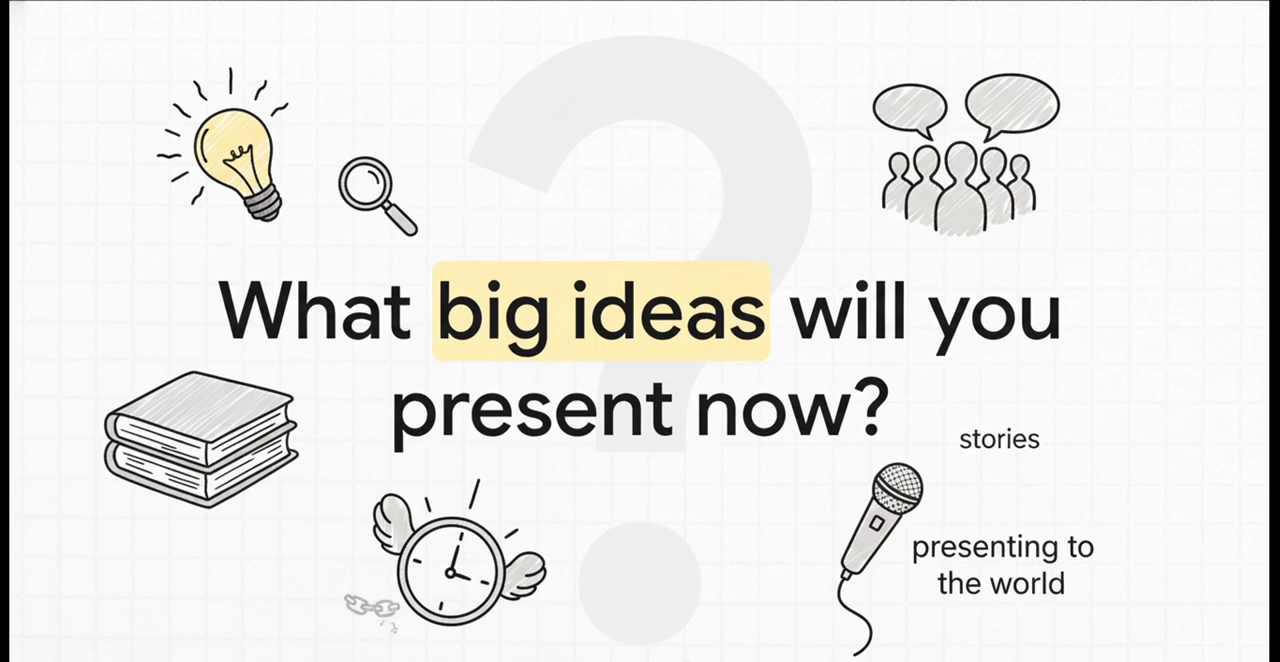 What big ideas will you
present now?
stories
presenting to
the world